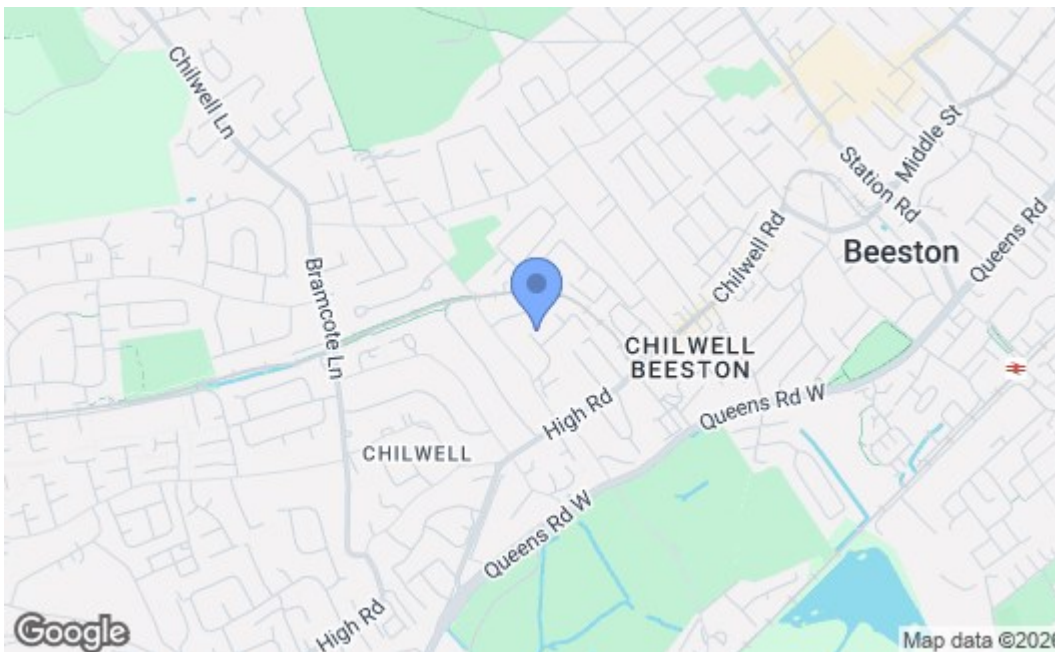 Chilwell Ln
Middle St
Station Rd
Queens Rd
Beeston
Chilwell Rd
Bramcote Ln
CHILWELL
BEESTON
High Rd
Queens Rd W
CHILWELL
Queens Rd W
High Rd
Google
Map data ©2026